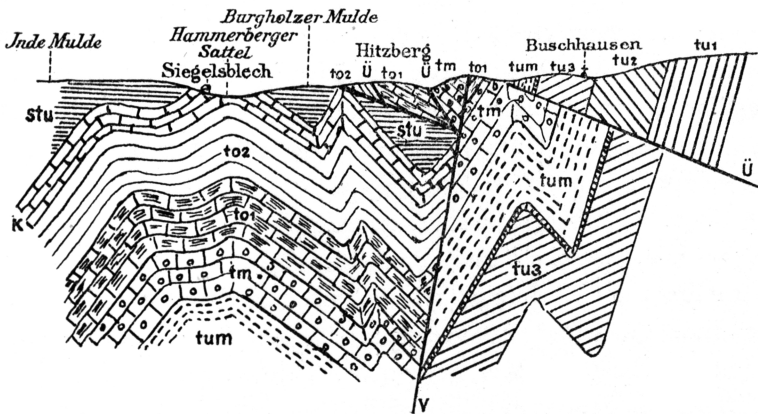 Burgholzer Mulde
Jnde Mulde
Hammerberger
Sattel
Siegelsblech
Hitzberg
Buschhausen
to2 Ü to1 Ü tm to1 tum tu3 tu2 tu1
stu
stu
tm
to2
tum
Ü
K
to1
tu3
tm
tum
V